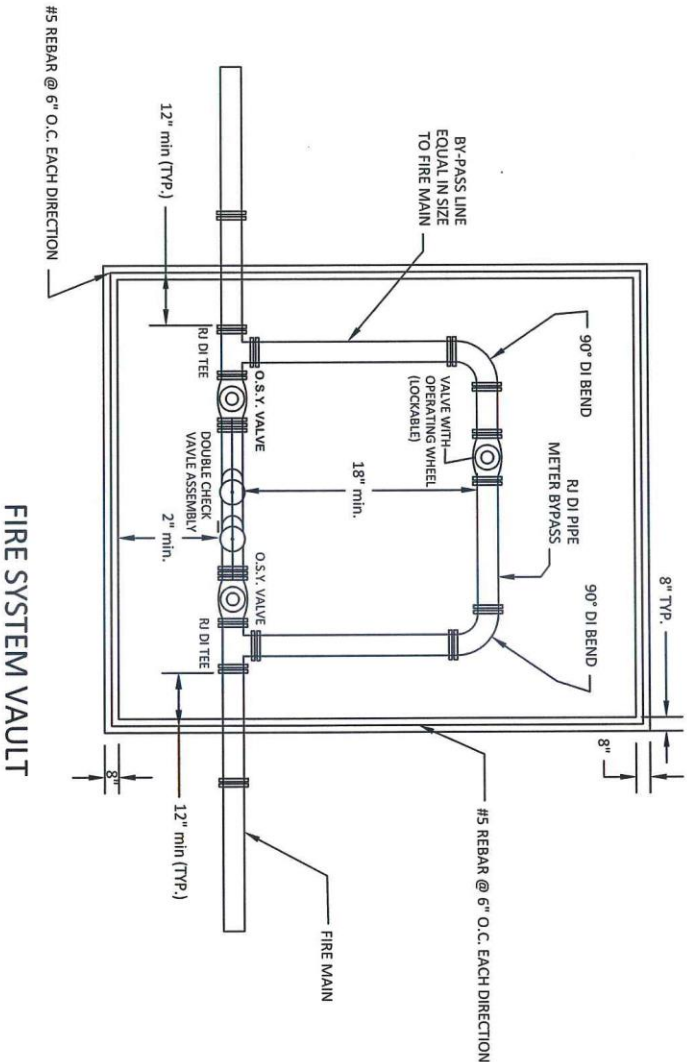 8" TYP.
8"
#5 REBAR @ 6" O.C. EACH DIRECTION
90° DI BEND
RJ DI PIPE
METER BYPASS
90° DI BEND
VALVE WITH
OPERATING WHEEL
(LOCKABLE)
BY-PASS LINE
EQUAL IN SIZE
TO FIRE MAIN
18" min.
O.S.Y. VALVE
O.S.Y. VALVE
RJ DI TEE
RJ DI TEE
DOUBLE CHECK
VAVLE ASSEMBLY
2" min.
12" min (TYP.)
12" min (TYP.)
8"
FIRE MAIN
#5 REBAR @ 6" O.C. EACH DIRECTION
FIRE SYSTEM VAULT